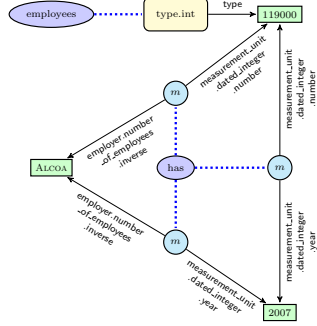 employees
type.int
type
119000
measurement_unit
.dated_integer
.number
measurement_unit
.dated_integer
.number
m
employer.number
_of_employees
.inverse
ALCOA
has
m
employer.number
_of_employees
.inverse
m
measurement_unit
.dated_integer
.year
measurement_unit
.dated_integer
.year
2007